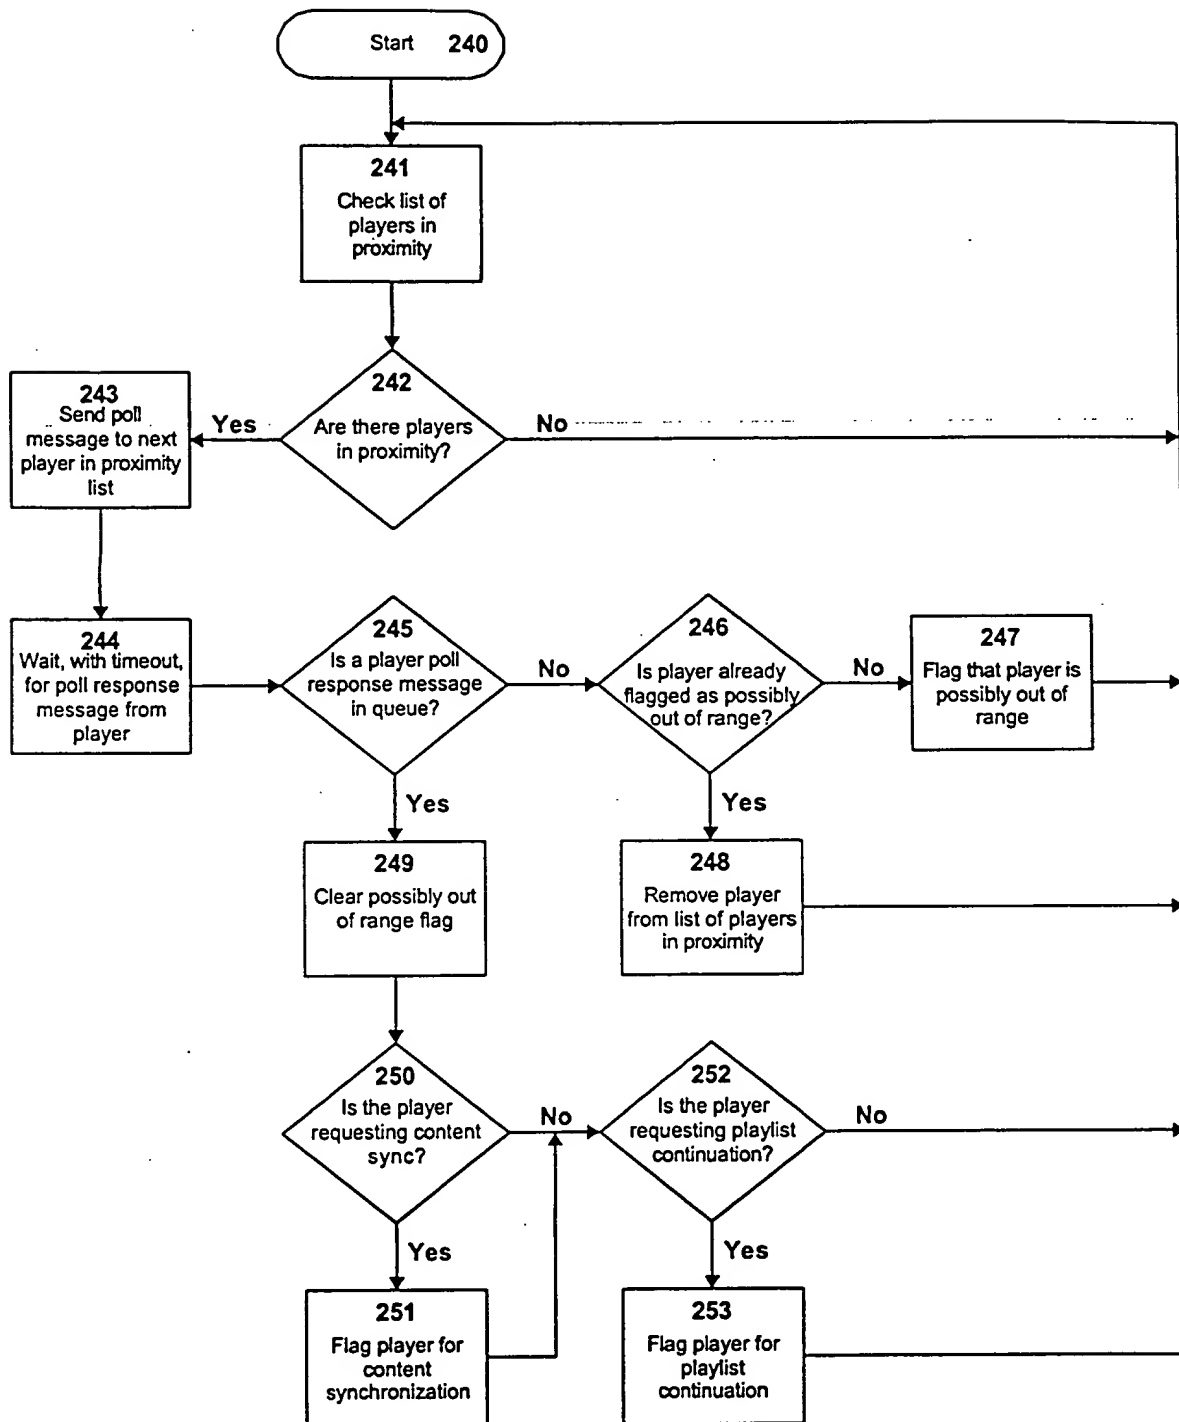 Start 240
241
Check list of
players in
proximity
242
Are there players
in proximity?
Yes
No
243
Send poll
message to next
player in proximity
list
244
Wait, with timeout,
for poll response
message from
player
245
Is a player poll
response message
in queue?
No
Yes
246
Is player already
flagged as possibly
out of range?
No
Yes
247
Flag that player is
possibly out of
range
248
Remove player
from list of players
in proximity
249
Clear possibly out
of range flag
250
Is the player
requesting content
sync?
No
Yes
251
Flag player for
content
synchronization
252
Is the player
requesting playlist
continuation?
No
Yes
253
Flag player for
playlist
continuation